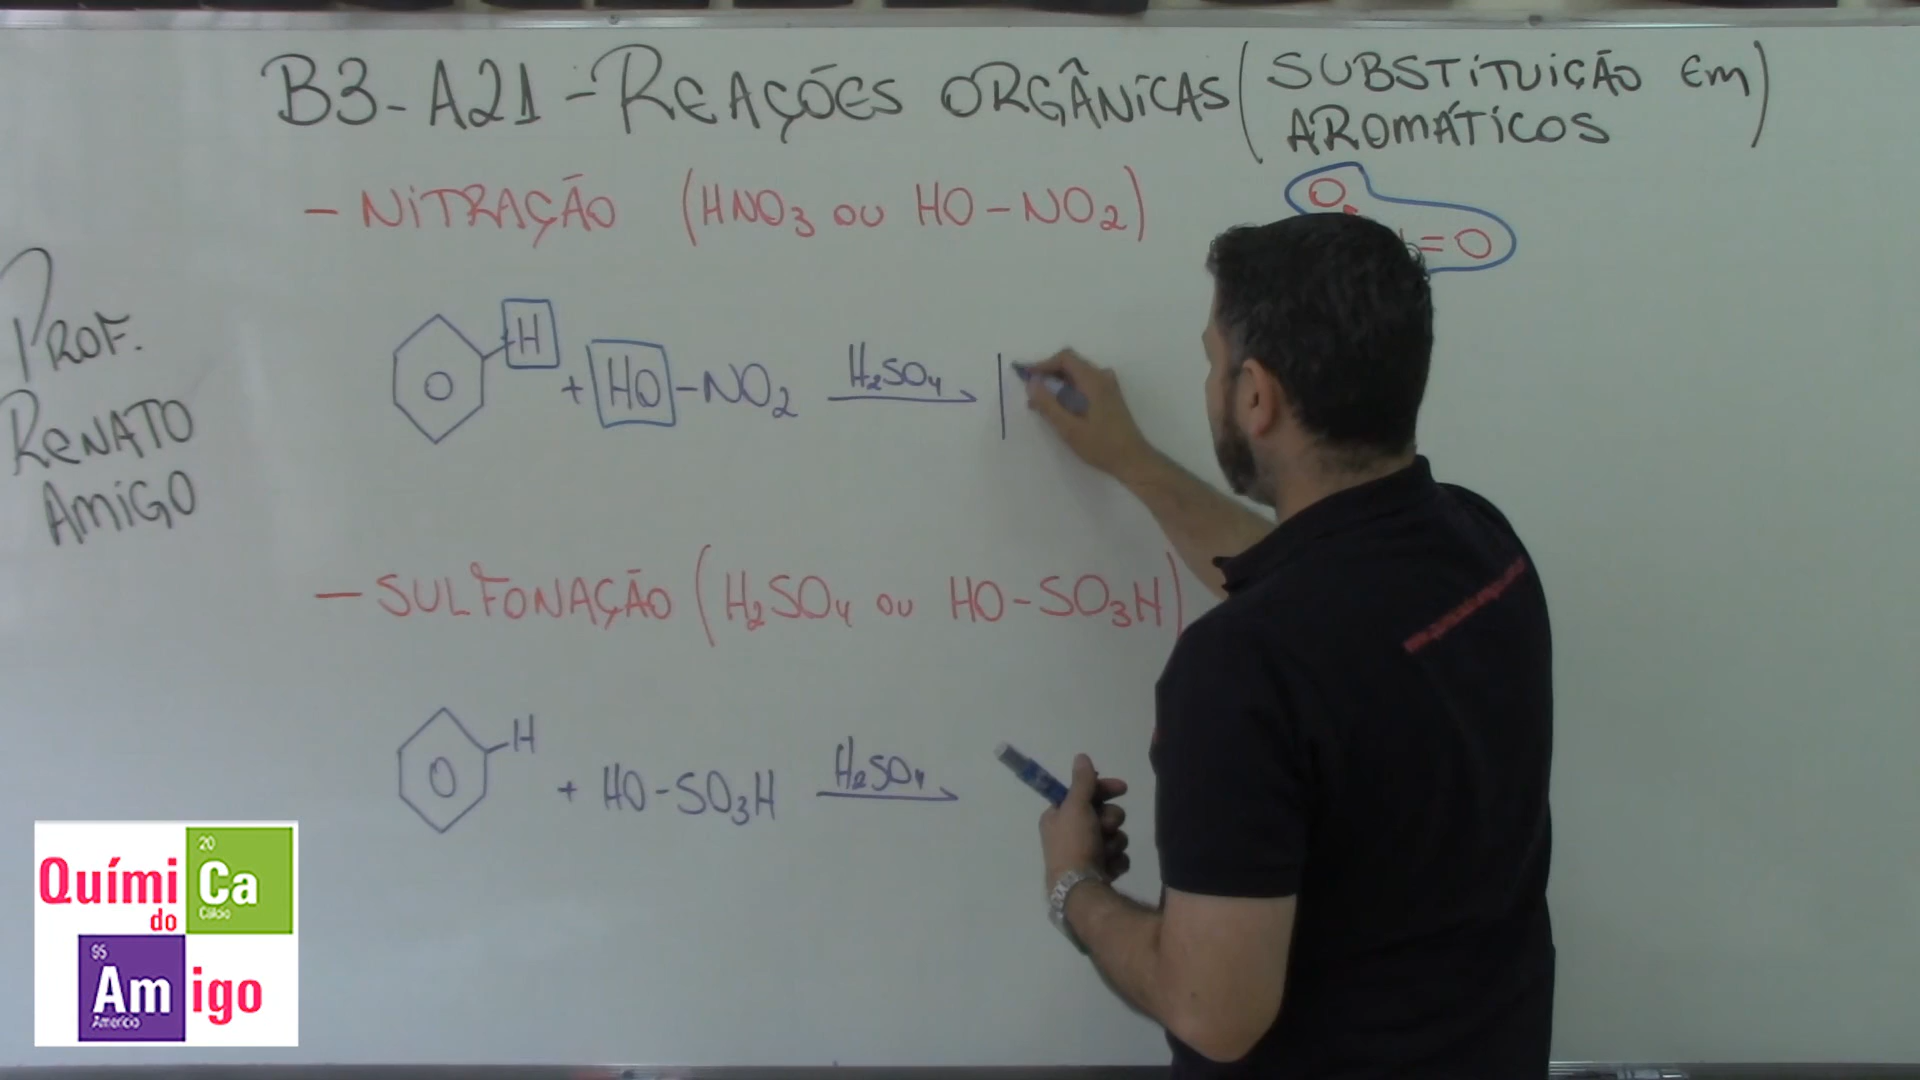 B3-A21-REAÇÕES ORGÂNICAS (SUBSTITUIÇÃO EM AROMÁTICOS)
- NITRAÇÃO (HNO3 ou HO-NO2)
O
=O
PROF.
RENATO
AMIGO
H
O + HO-NO2 H2SO4
- SULFONAÇÃO (H2SO4 ou HO-SO3H)
H
O + HO-SO3H H2SO4
20
Quími Ca
do Cálcio
95
Am igo
Amerício